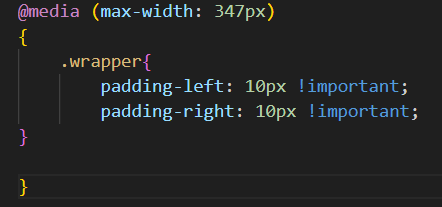 @media (max-width: 347px)
{
    .wrapper{
        padding-left: 10px !important;
        padding-right: 10px !important;
}

}